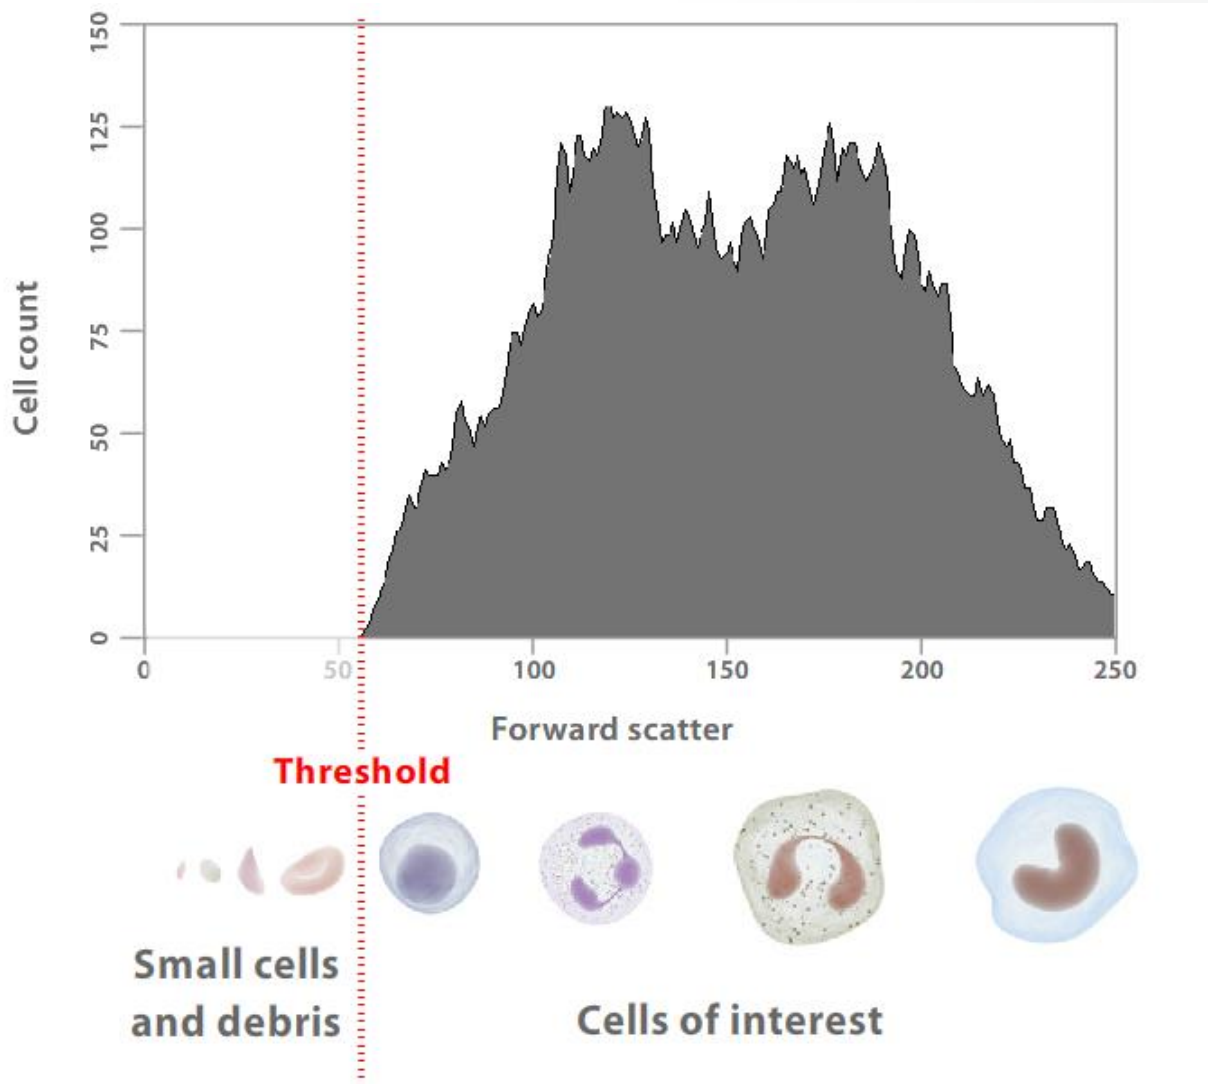 150
125
100
75
50
25
0
Cell count
0 50 100 150 200 250
Forward scatter
Threshold
Small cells
and debris
Cells of interest